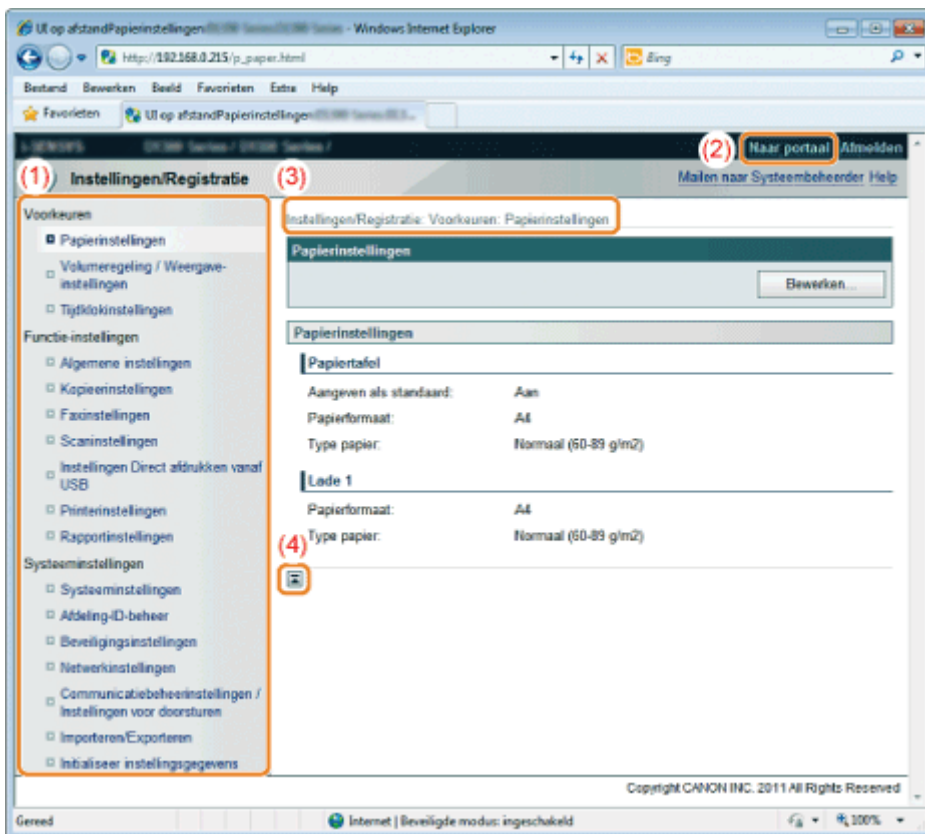 UI op afstandPapierinstellingen - Windows Internet Explorer
http://192.168.0.215/p_paper.html
Bing
Bestand Bewerken Beeld Favorieten Extra Help
Favorieten
UI op afstandPapierinstellingen
(2)
Naar portaal Afmelden
(1)
Instellingen/Registratie
(3)
Mailen naar Systeembeheerder Help
Voorkeuren
Papierinstellingen
Volumeregeling / Weergave-
instellingen
Tijdklokinstellingen
Functie-instellingen
Algemene instellingen
Kopieerinstellingen
Faxinstellingen
Scaninstellingen
Instellingen Direct afdrukken vanaf
USB
Printerinstellingen
Rapportinstellingen
Systeeminstellingen
Systeeminstellingen
Afdeling-ID-beheer
Beveiligingsinstellingen
Netwerkinstellingen
Communicatiebeheerinstellingen /
Instellingen voor doorsturen
Importeren/Exporteren
Initialiseer instellingsgegevens
Instellingen/Registratie: Voorkeuren: Papierinstellingen
Papierinstellingen
Bewerken...
Papierinstellingen
Papiertafel
Aangeven als standaard: Aan
Papierformaat: A4
Type papier: Normaal (60-89 g/m2)
Lade 1
Papierformaat: A4
Type papier: Normaal (60-89 g/m2)
(4)
Copyright CANON INC. 2011 All Rights Reserved
Gereed
Internet | Beveiligde modus: ingeschakeld
100%